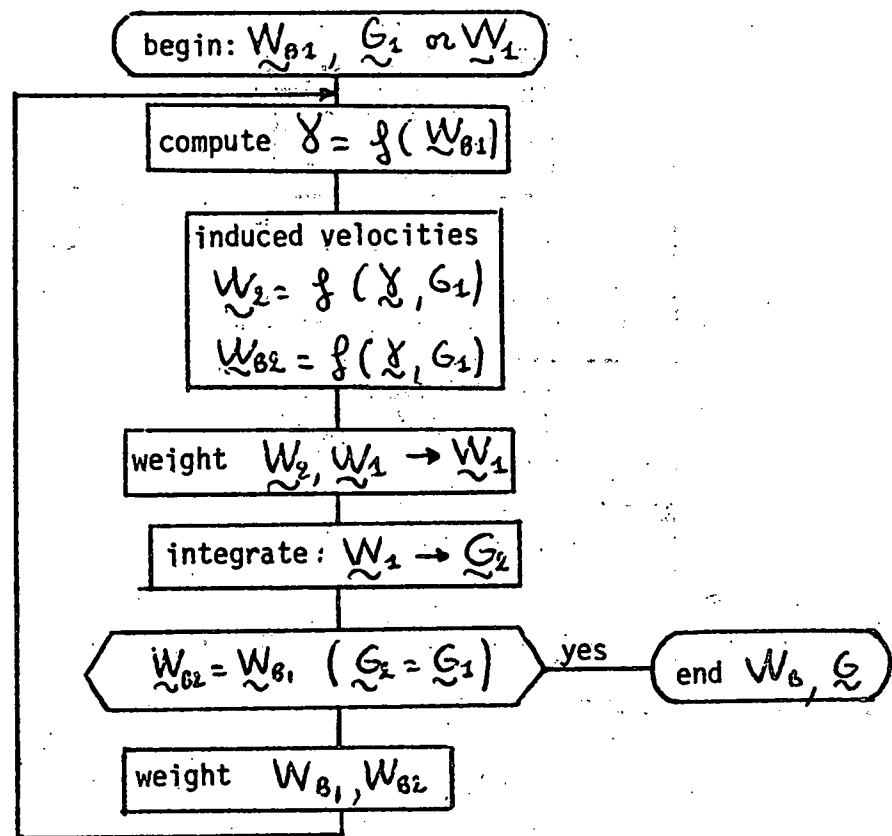 begin: W_B1, G_1 or W_1
compute γ = f( W_B1)
induced velocities
W_2 = f (γ, G_1)
W_B2 = f(γ, G_1)
weight W_2, W_1 → W_1
integrate: W_1 → G_2
W_B2 = W_B1 (G_2 = G_1)
yes
end W_B, G
weight W_B1, W_B2